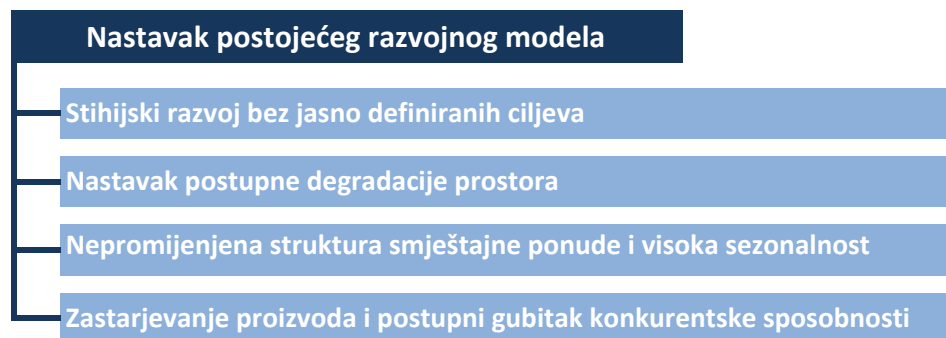 Nastavak postojećeg razvojnog modela
Stihijski razvoj bez jasno definiranih ciljeva
Nastavak postupne degradacije prostora
Nepromijenjena struktura smještajne ponude i visoka sezonalnost
Zastarjevanje proizvoda i postupni gubitak konkurentske sposobnosti